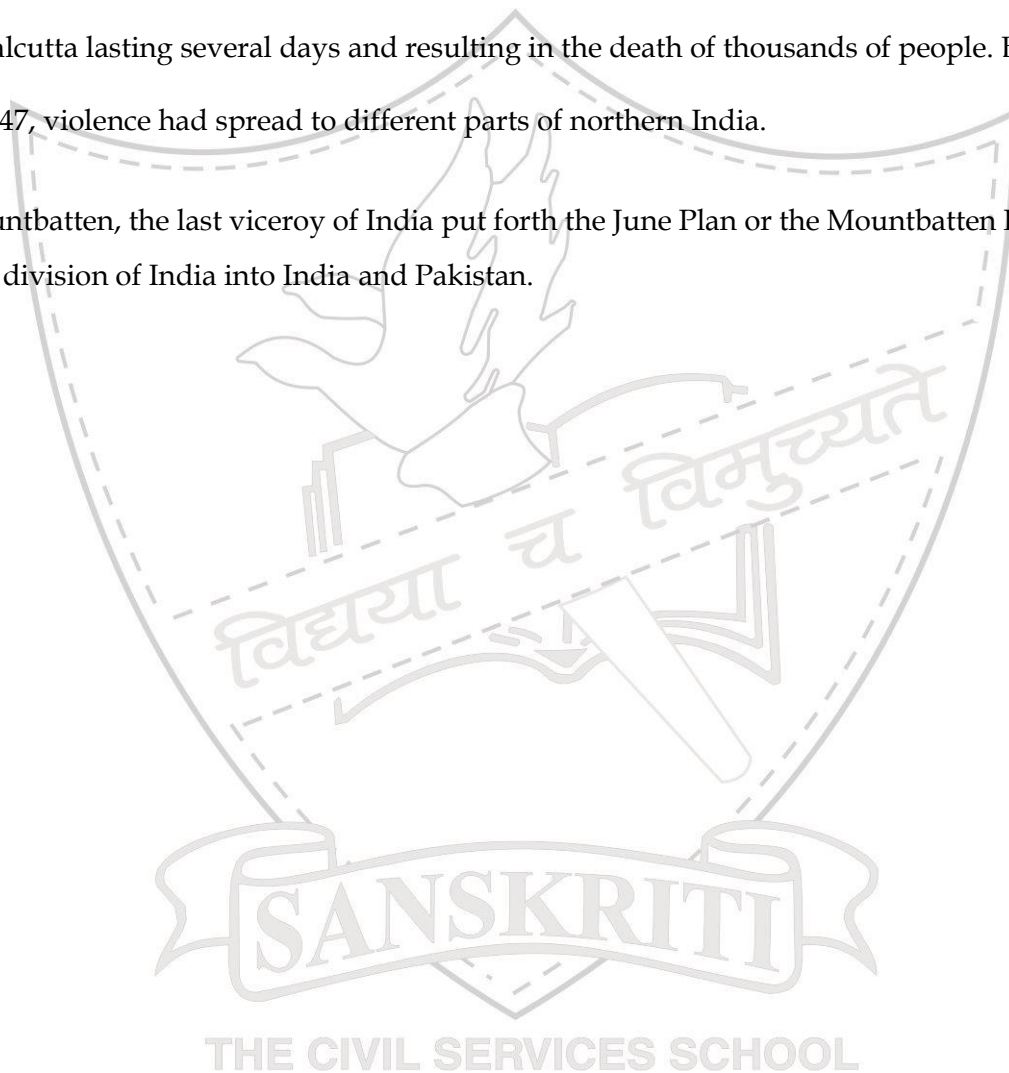 alcutta lasting several days and resulting in the death of thousands of people.
47, violence had spread to different parts of northern India.
untbatten, the last viceroy of India put forth the June Plan or the Mountbatten
division of India into India and Pakistan.
विद्यया च विमुच्यते
SANSKRITI
THE CIVIL SERVICES SCHOOL